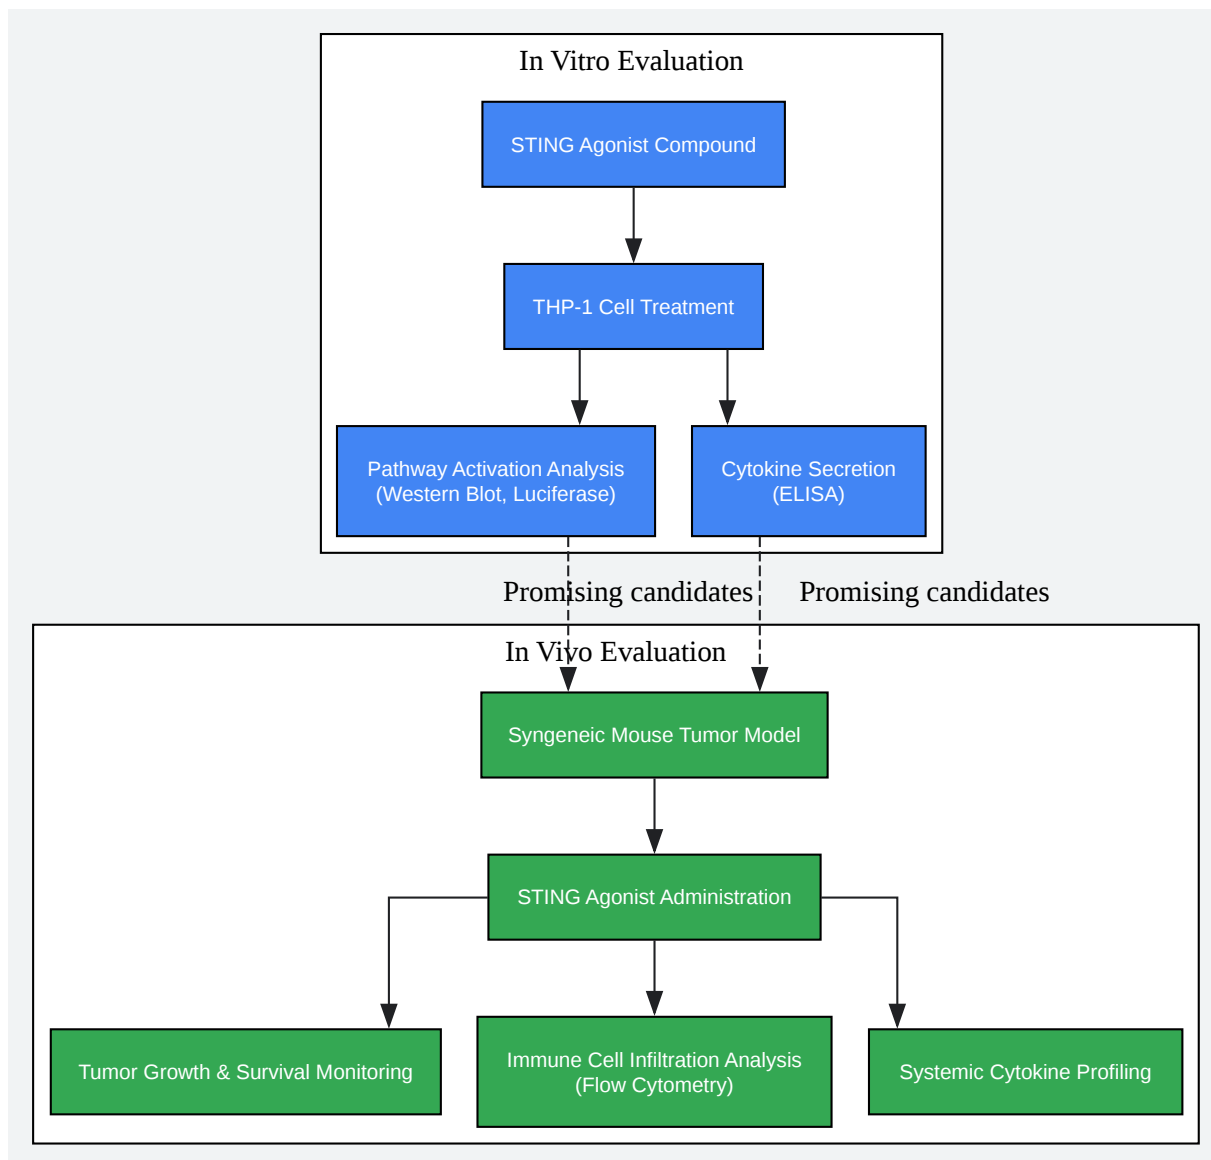 In Vitro Evaluation
STING Agonist Compound
THP-1 Cell Treatment
Pathway Activation Analysis
(Western Blot, Luciferase)
Cytokine Secretion
(ELISA)
Promising candidates
Promising candidates
In Vivo Evaluation
Syngeneic Mouse Tumor Model
STING Agonist Administration
Tumor Growth & Survival Monitoring
Immune Cell Infiltration Analysis
(Flow Cytometry)
Systemic Cytokine Profiling